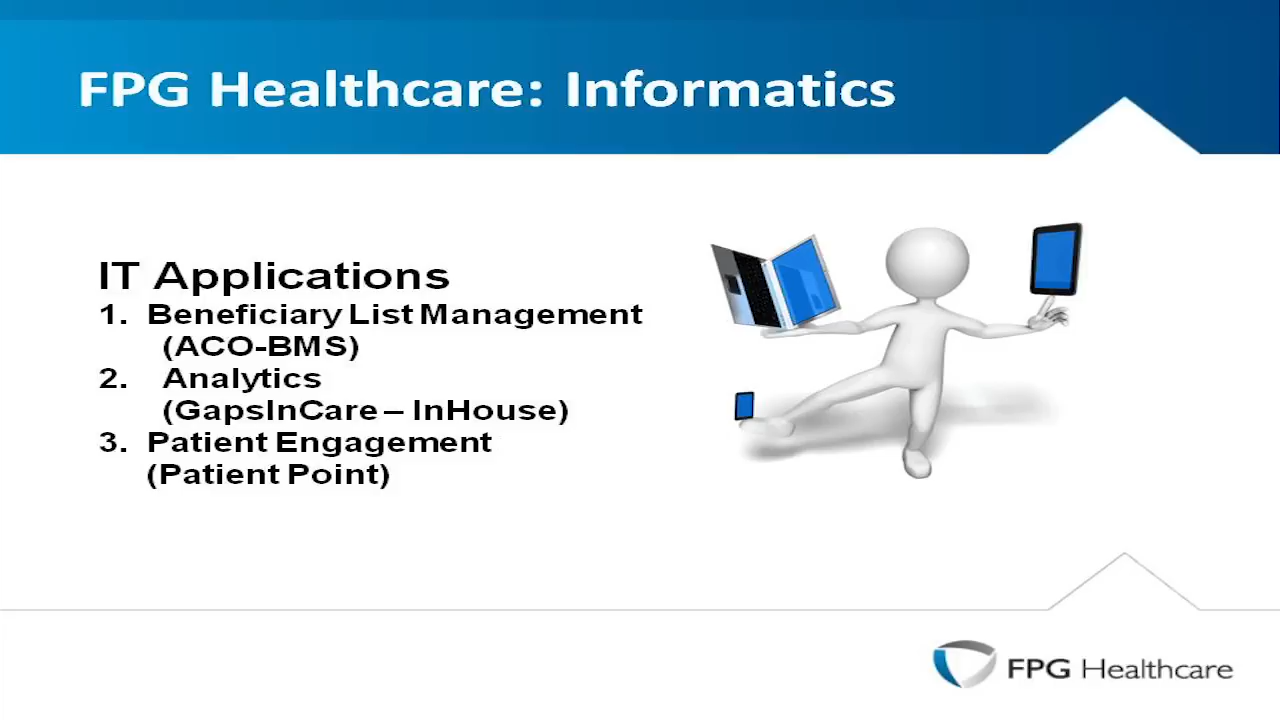 FPG Healthcare: Informatics
IT Applications
1. Beneficiary List Management
(ACO-BMS)
2. Analytics
(GapsInCare – InHouse)
3. Patient Engagement
(Patient Point)
FPG Healthcare